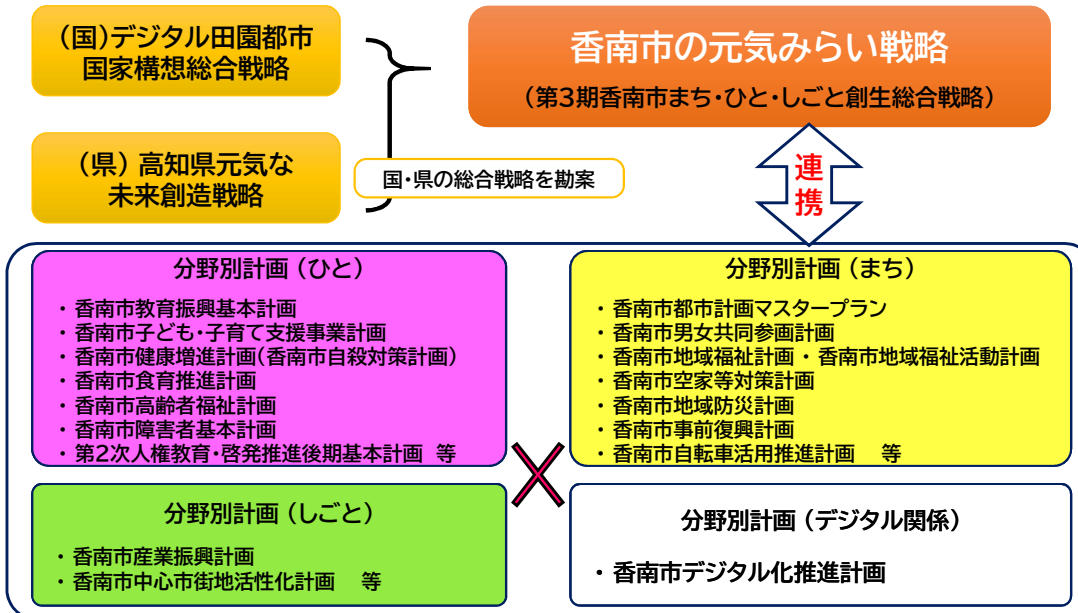 (国)デジタル田園都市
国家構想総合戦略
(県) 高知県元気な
未来創造戦略
国・県の総合戦略を勘案
香南市の元気みらい戦略
(第3期香南市まち・ひと・しごと創生総合戦略)
連
携
分野別計画 (ひと)
・ 香南市教育振興基本計画
・ 香南市子ども・子育て支援事業計画
・ 香南市健康増進計画(香南市自殺対策計画)
・ 香南市食育推進計画
・ 香南市高齢者福祉計画
・ 香南市障害者基本計画
・ 第2次人権教育・啓発推進後期基本計画 等
分野別計画 (まち)
・ 香南市都市計画マスタープラン
・ 香南市男女共同参画計画
・ 香南市地域福祉計画 ・ 香南市地域福祉活動計画
・ 香南市空家等対策計画
・ 香南市地域防災計画
・ 香南市事前復興計画
・ 香南市自転車活用推進計画 等
分野別計画 (しごと)
・ 香南市産業振興計画
・ 香南市中心市街地活性化計画 等
分野別計画 (デジタル関係)
・ 香南市デジタル化推進計画